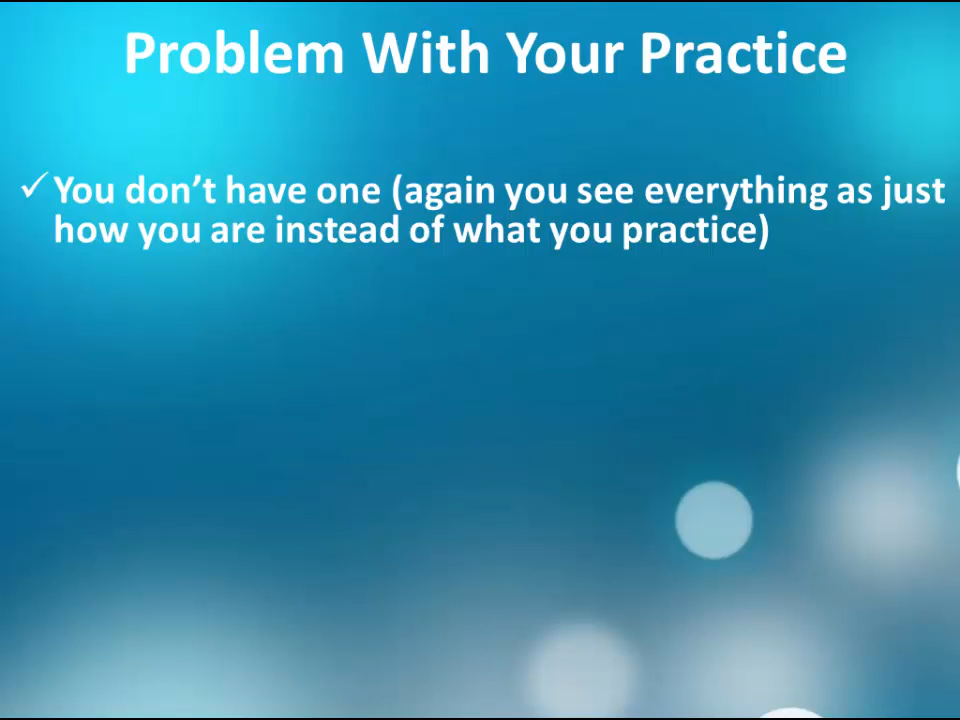 Problem With Your Practice
✓ You don’t have one (again you see everything as just
how you are instead of what you practice)